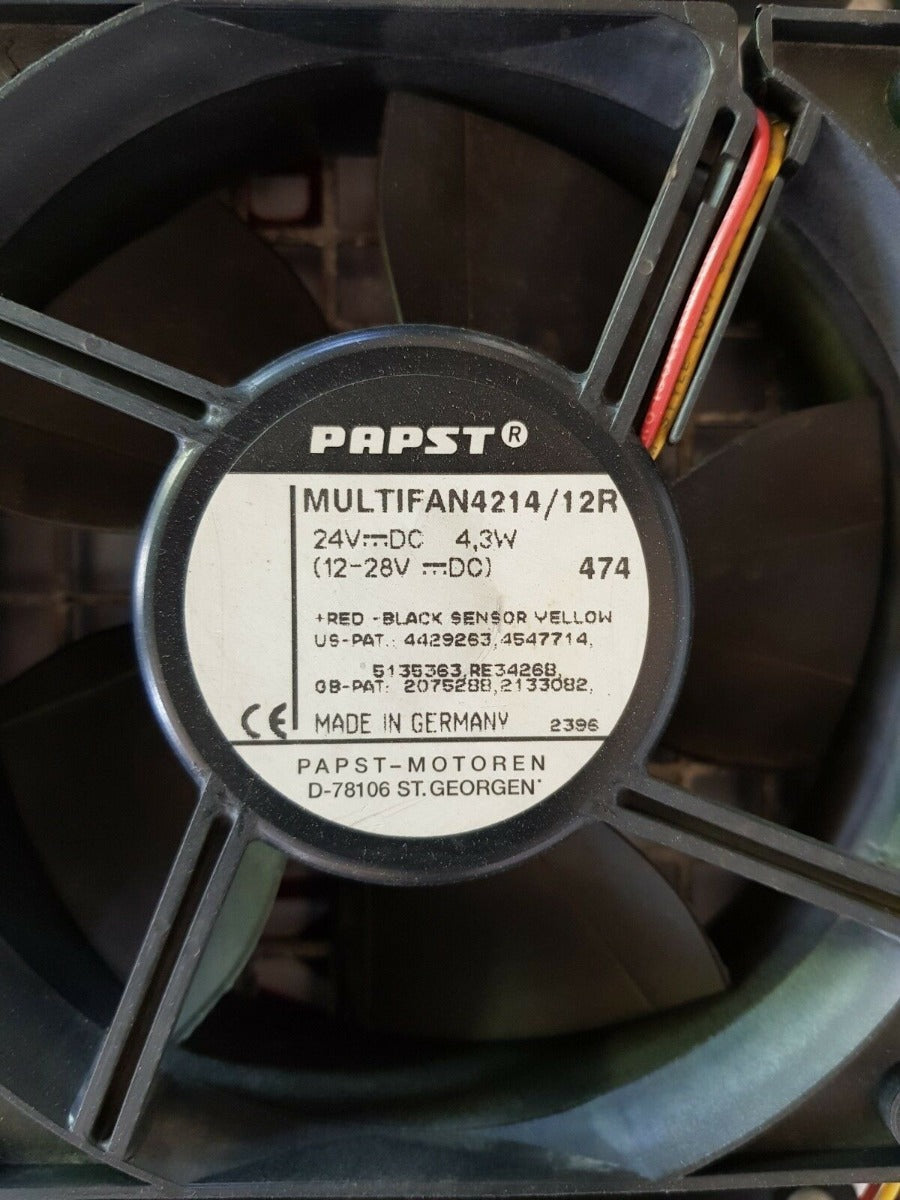 PAPST®
MULTIFAN4214/12R
24V⎓DC 4,3W
(12-28V ⎓DC) 474
+RED -BLACK SENSOR YELLOW
US-PAT.: 4429263,4547714,
5135363,RE34268,
GB-PAT: 2075288,2133082,
CE MADE IN GERMANY 2396
PAPST-MOTOREN
D-78106 ST.GEORGEN